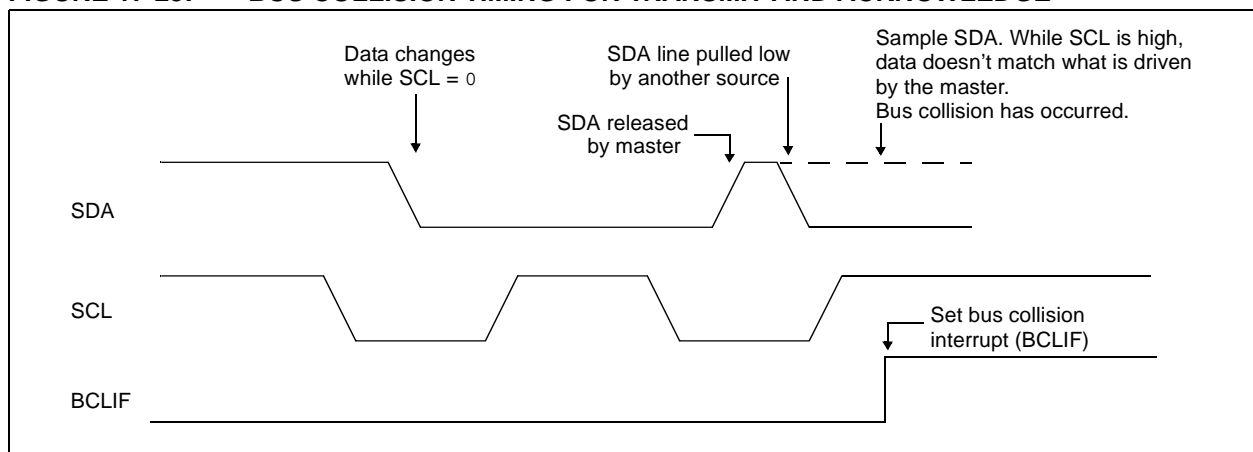 Data changes
while SCL = 0
SDA line pulled low
by another source
SDA released
by master
Sample SDA. While SCL is high,
data doesn't match what is driven
by the master.
Bus collision has occurred.
SDA
SCL
Set bus collision
interrupt (BCLIF)
BCLIF